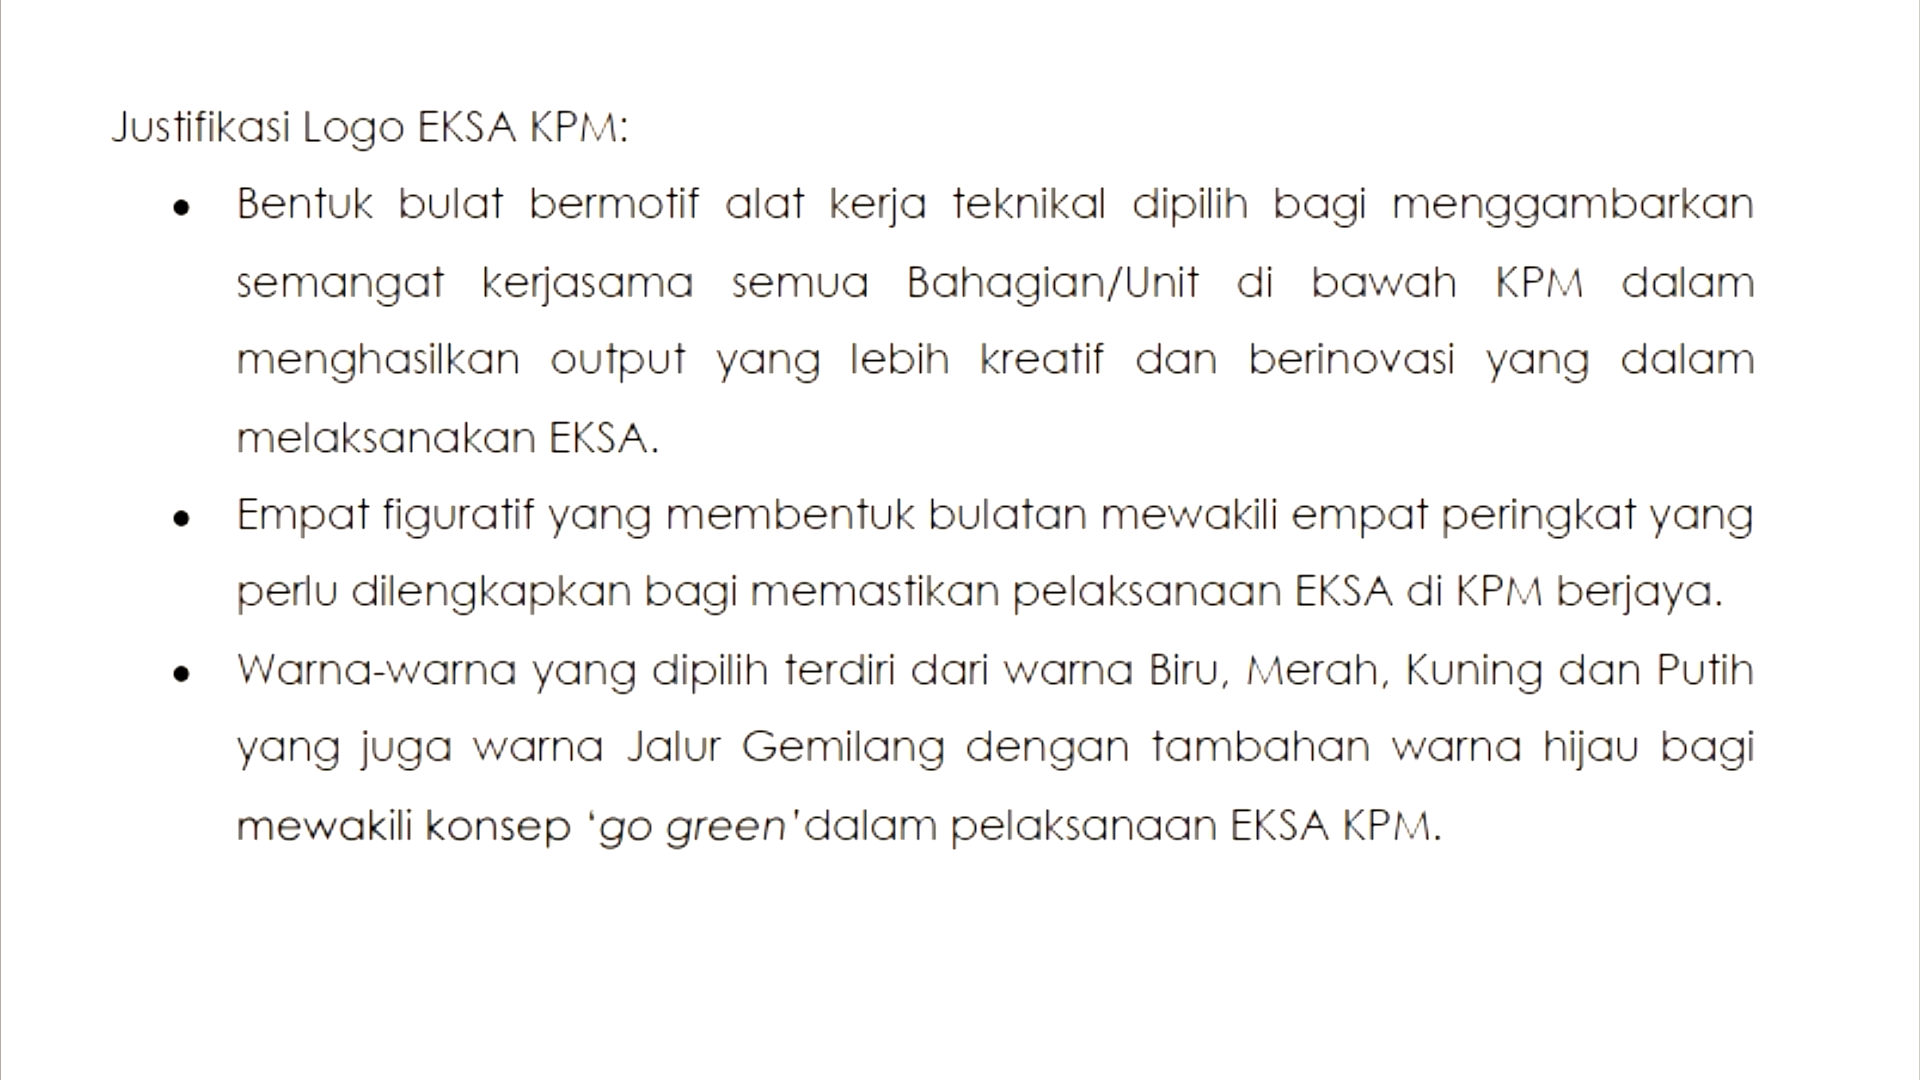 Justifikasi Logo EKSA KPM:
• Bentuk bulat bermotif alat kerja teknikal dipilih bagi menggambarkan
semangat kerjasama semua Bahagian/Unit di bawah KPM dalam
menghasilkan output yang lebih kreatif dan berinovasi yang dalam
melaksanakan EKSA.
• Empat figuratif yang membentuk bulatan mewakili empat peringkat yang
perlu dilengkapkan bagi memastikan pelaksanaan EKSA di KPM berjaya.
• Warna-warna yang dipilih terdiri dari warna Biru, Merah, Kuning dan Putih
yang juga warna Jalur Gemilang dengan tambahan warna hijau bagi
mewakili konsep ‘go green’dalam pelaksanaan EKSA KPM.